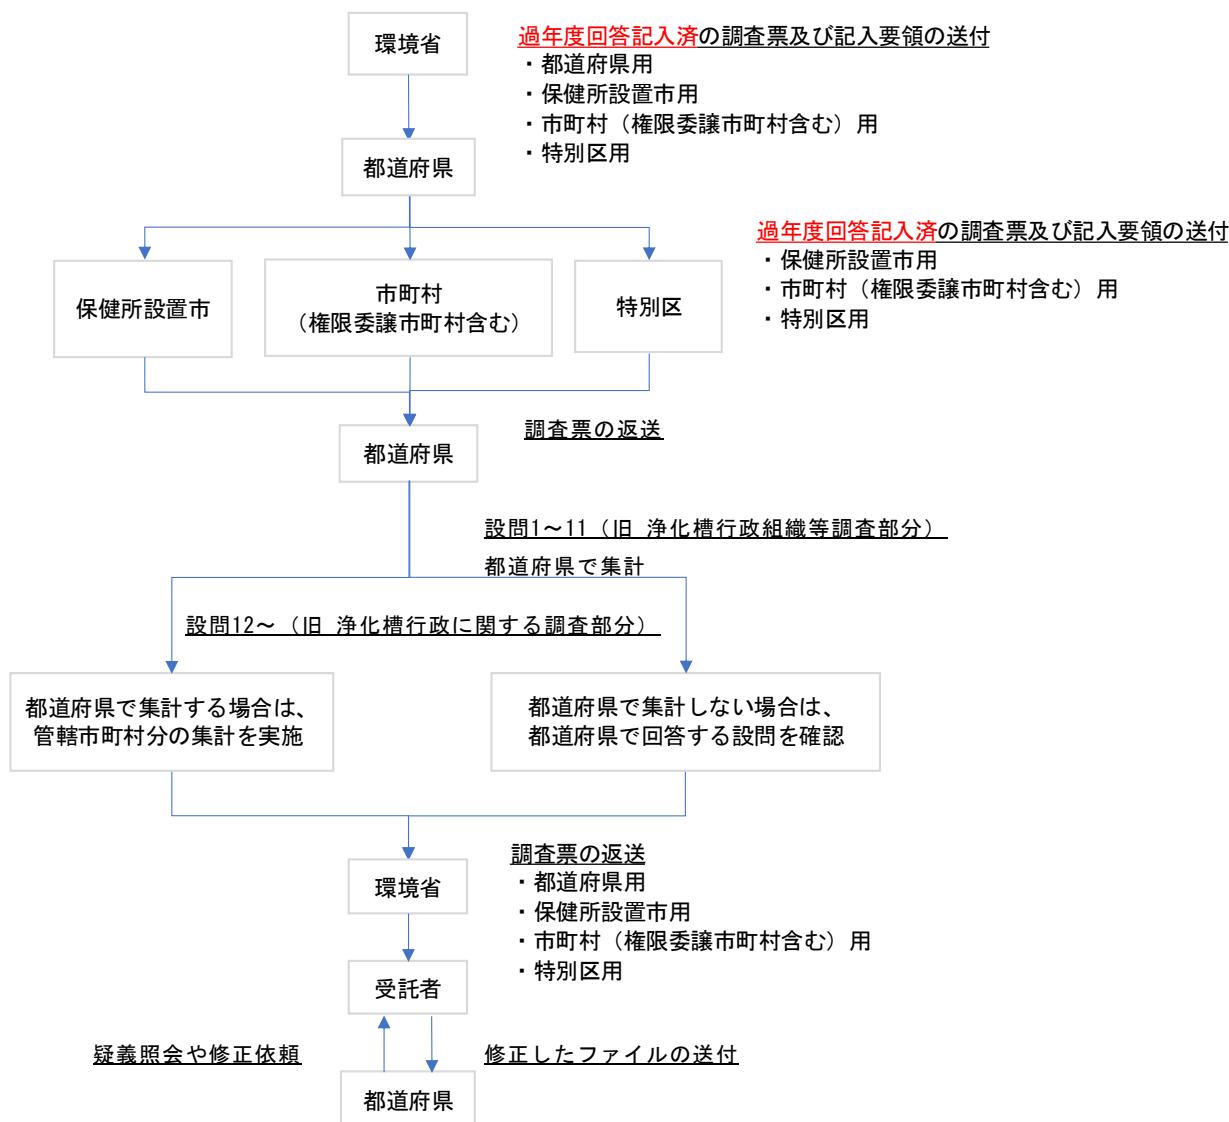 環境省
過年度回答記入済の調査票及び記入要領の送付
・都道府県用
・保健所設置市用
・市町村（権限委譲市町村含む）用
・特別区用
都道府県
過年度回答記入済の調査票及び記入要領の送付
・保健所設置市用
・市町村（権限委譲市町村含む）用
・特別区用
保健所設置市
市町村
（権限委譲市町村含む）
特別区
調査票の返送
都道府県
設問1～11（旧 浄化槽行政組織等調査部分）
都道府県で集計
設問12～（旧 浄化槽行政に関する調査部分）
都道府県で集計する場合は、
管轄市町村分の集計を実施
都道府県で集計しない場合は、
都道府県で回答する設問を確認
環境省
調査票の返送
・都道府県用
・保健所設置市用
・市町村（権限委譲市町村含む）用
・特別区用
受託者
疑義照会や修正依頼
修正したファイルの送付
都道府県